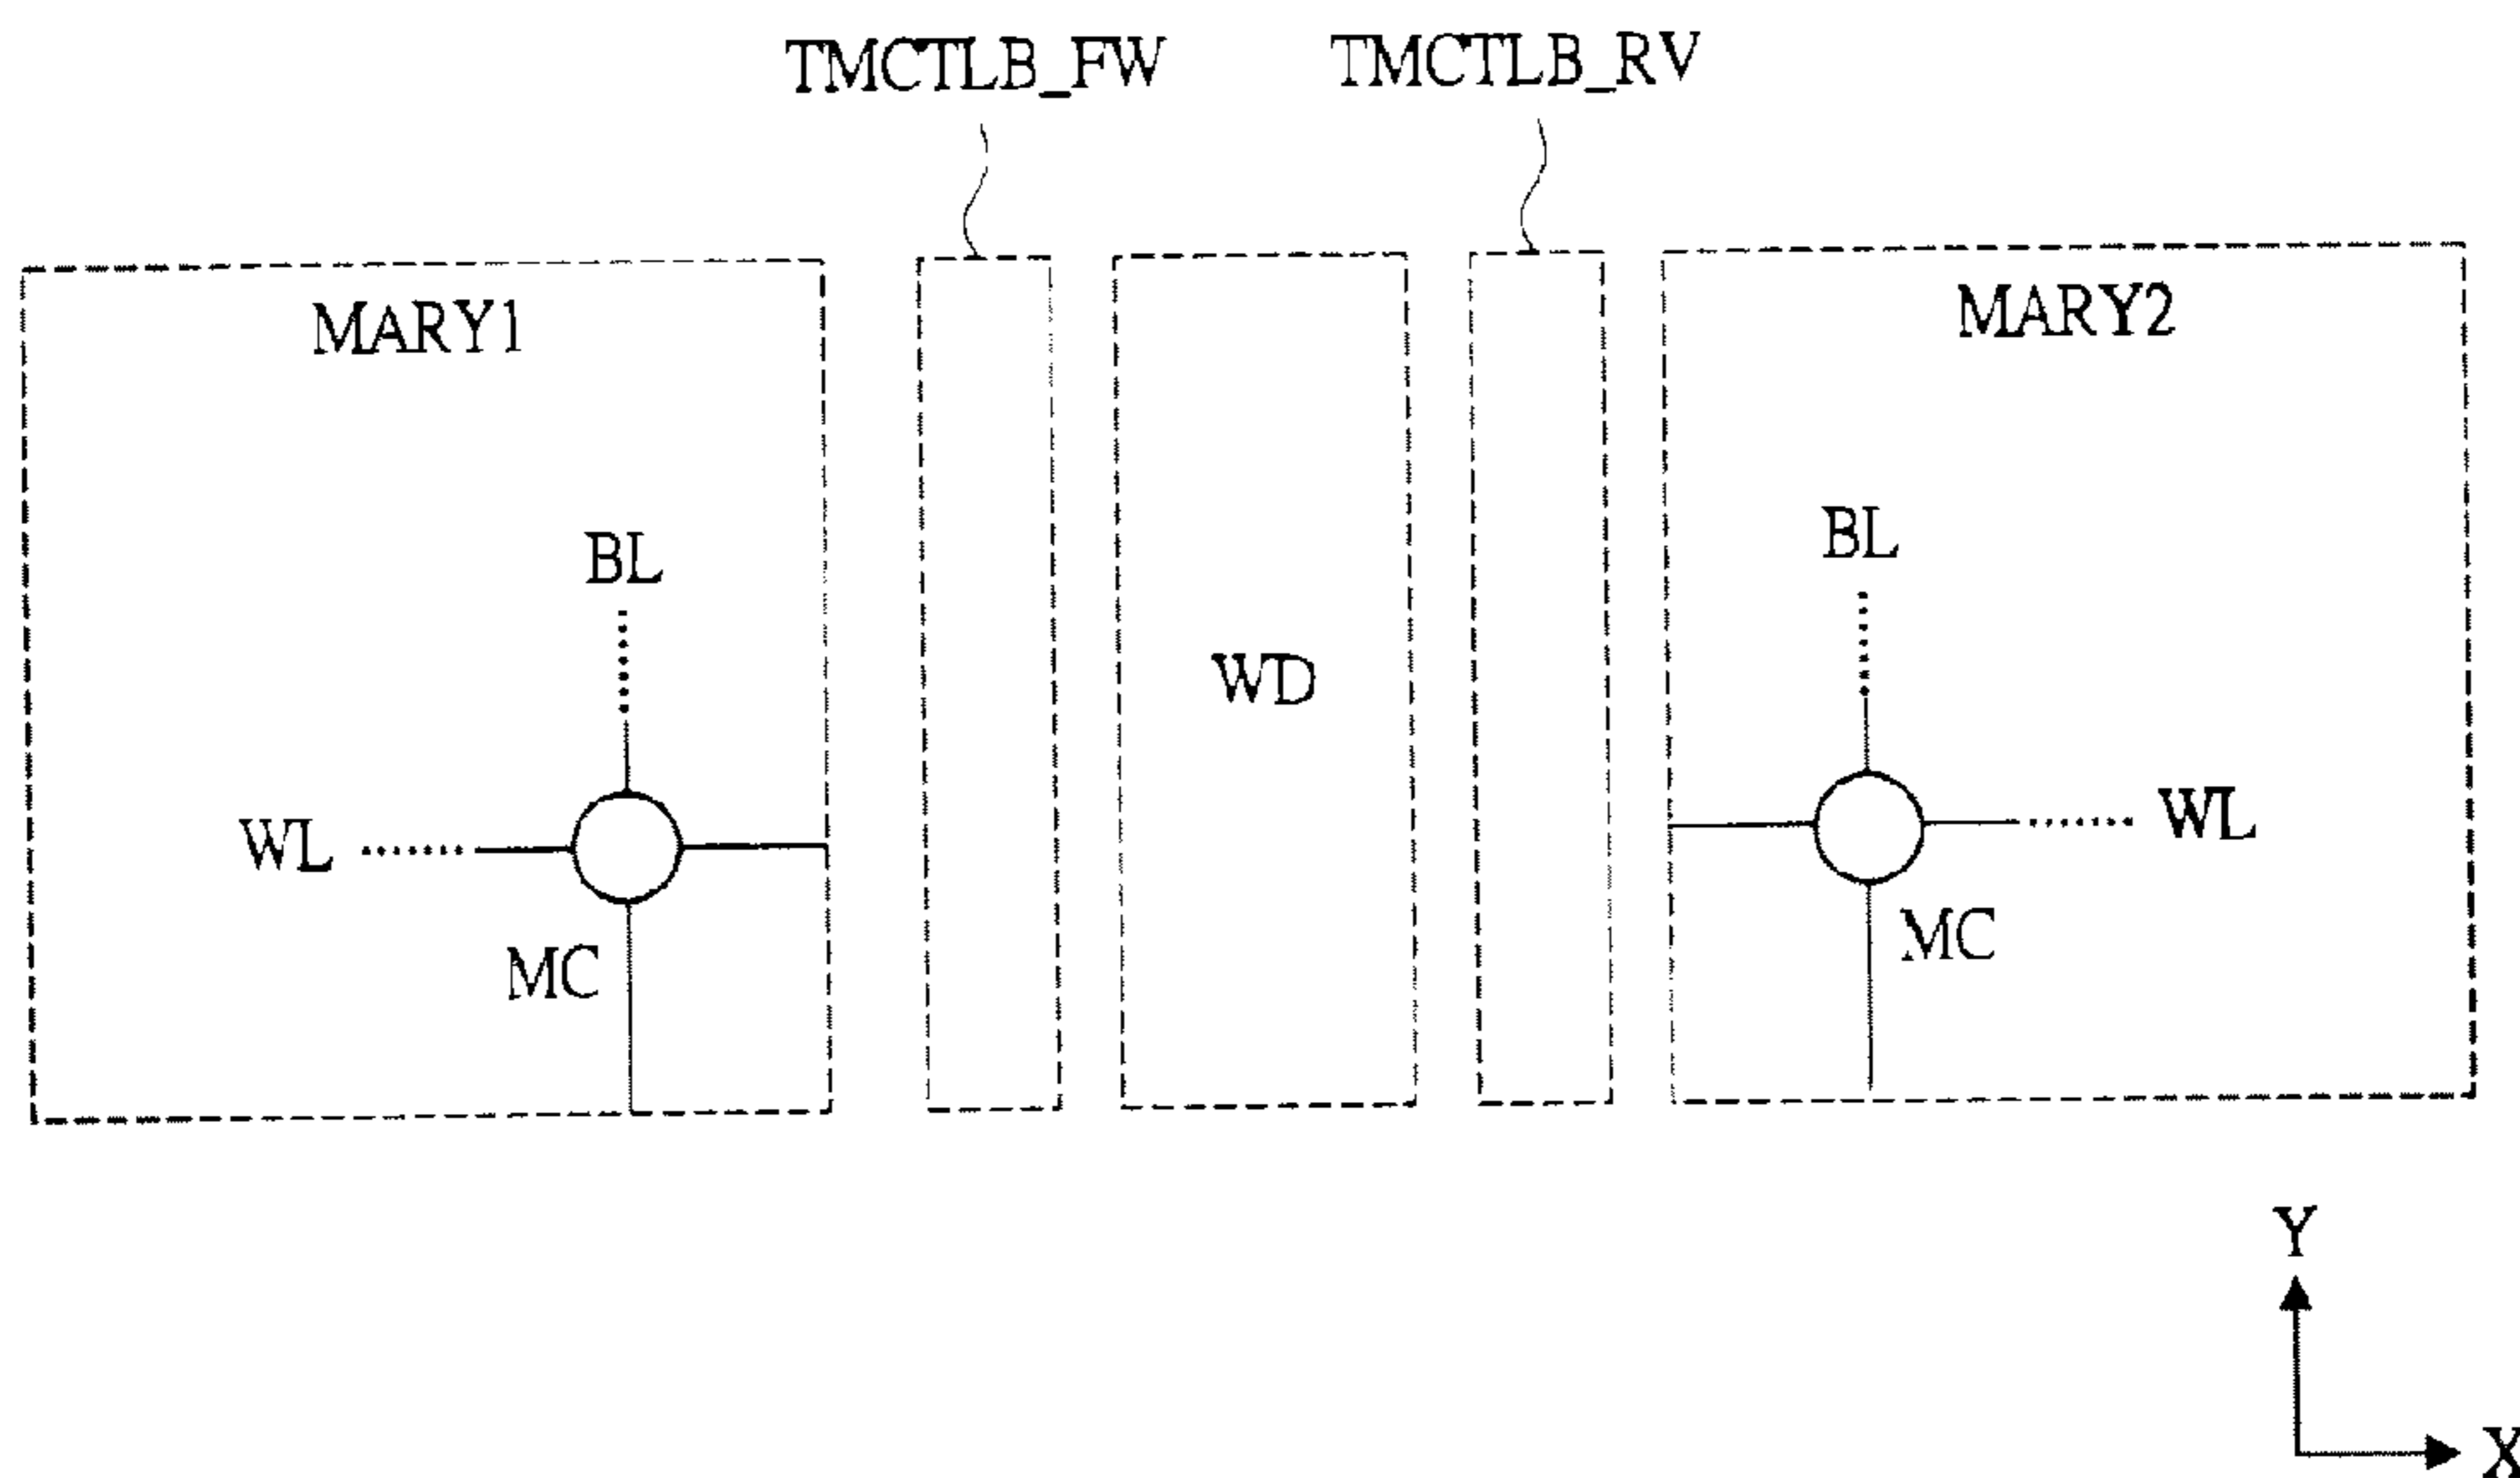 TMCTLB_FW TMCTLB_RV
MARY1 MARY2
BL BL
WD
WL WL
MC MC
Y
X